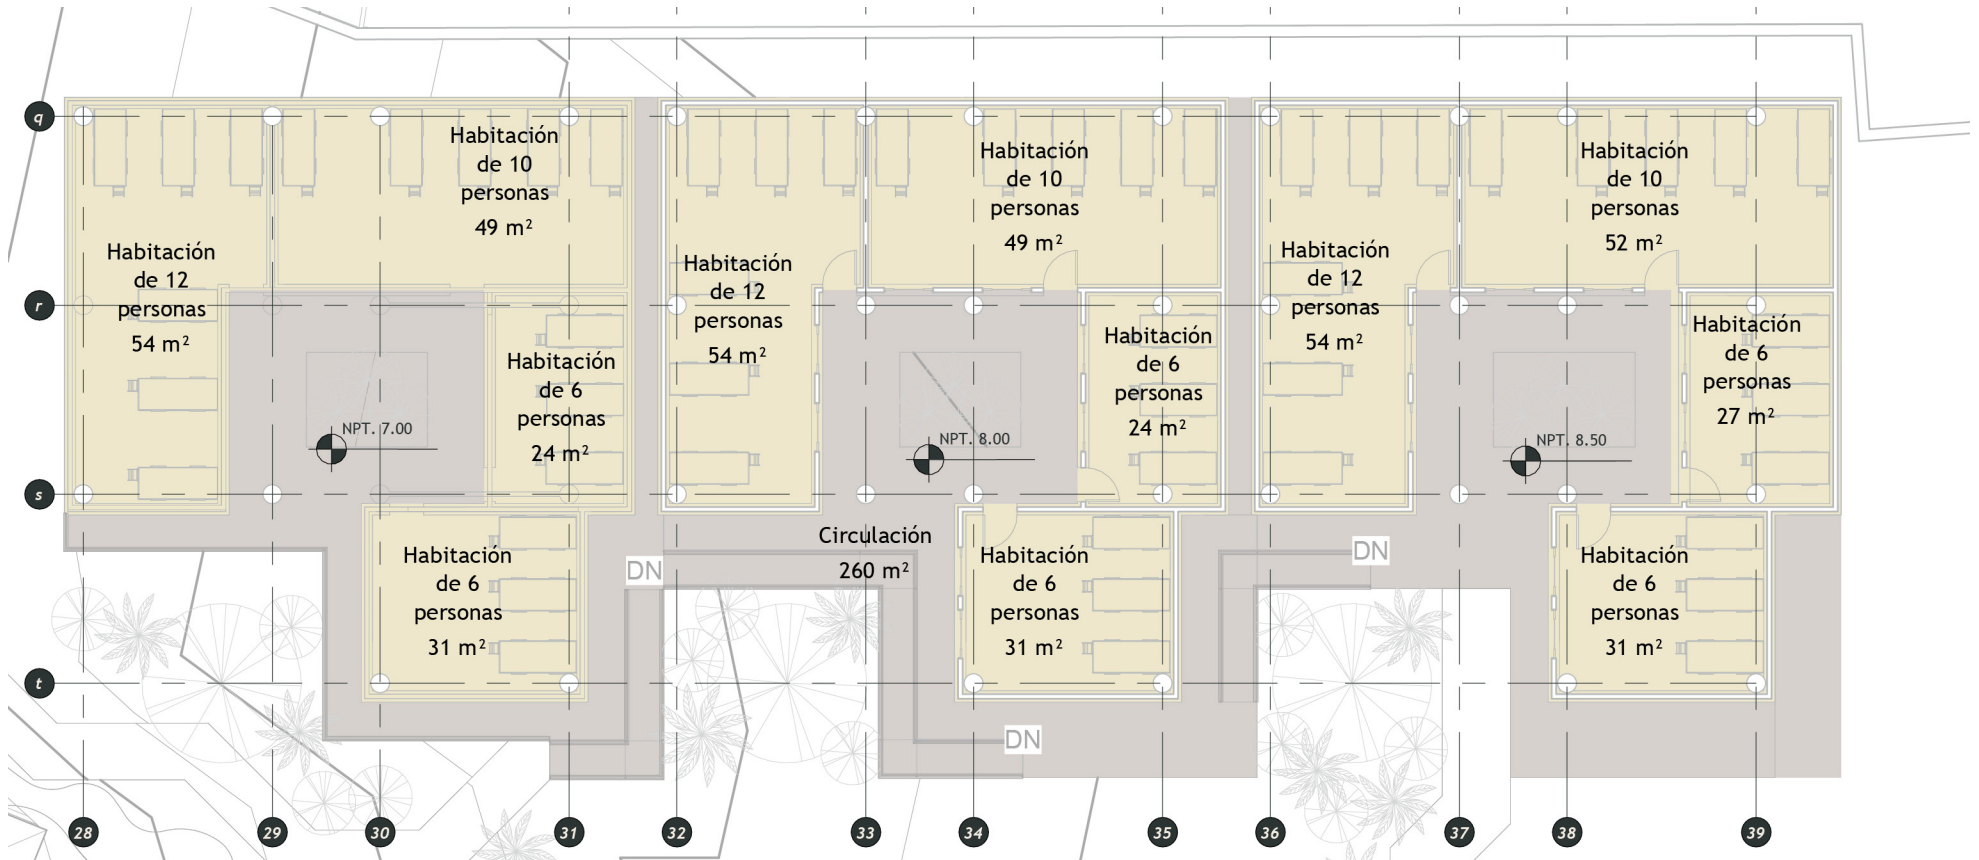 q
r
s
t
Habitación
de 12
personas
54 m²
Habitación
de 10
personas
49 m²
Habitación
de 6
personas
24 m²
NPT. 7.00
Habitación
de 6
personas
31 m²
DN
Habitación
de 12
personas
54 m²
Habitación
de 10
personas
49 m²
Habitación
de 6
personas
24 m²
NPT. 8.00
Circulación
260 m²
Habitación
de 6
personas
31 m²
DN
DN
Habitación
de 12
personas
54 m²
Habitación
de 10
personas
52 m²
Habitación
de 6
personas
27 m²
NPT. 8.50
Habitación
de 6
personas
31 m²
28
29
30
31
32
33
34
35
36
37
38
39